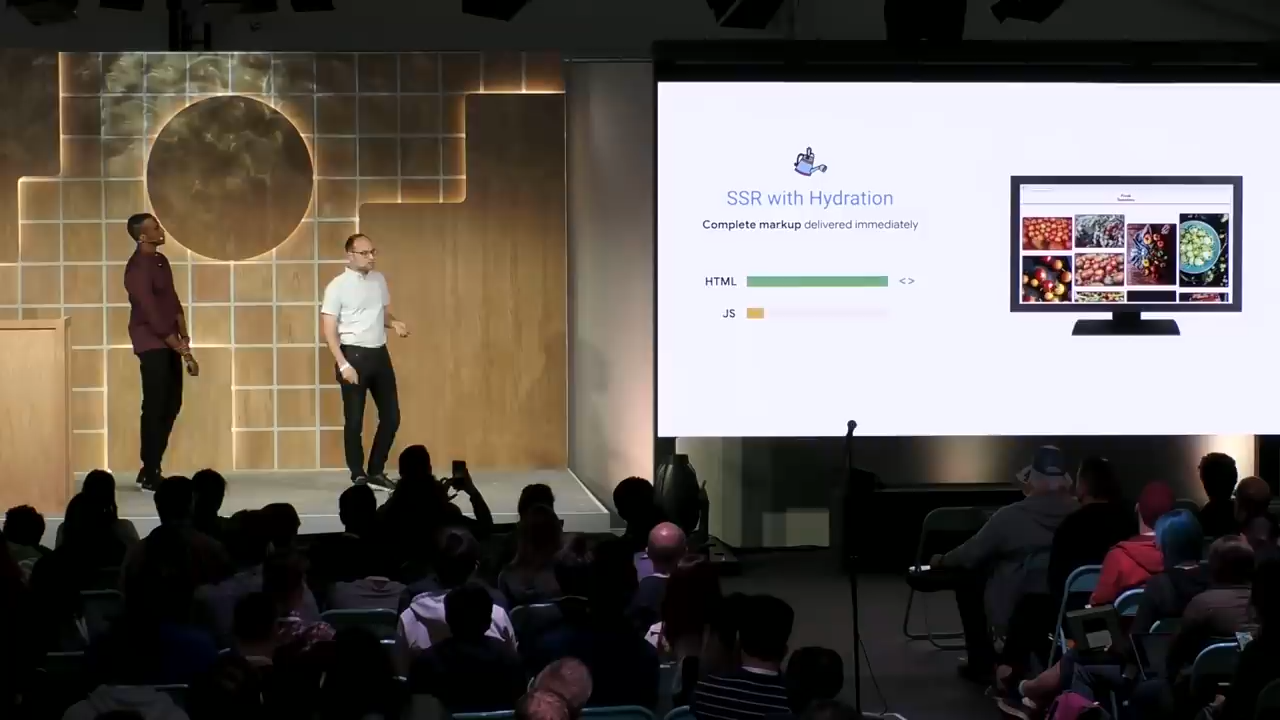 SSR with Hydration
Complete markup delivered immediately
HTML
<>
JS